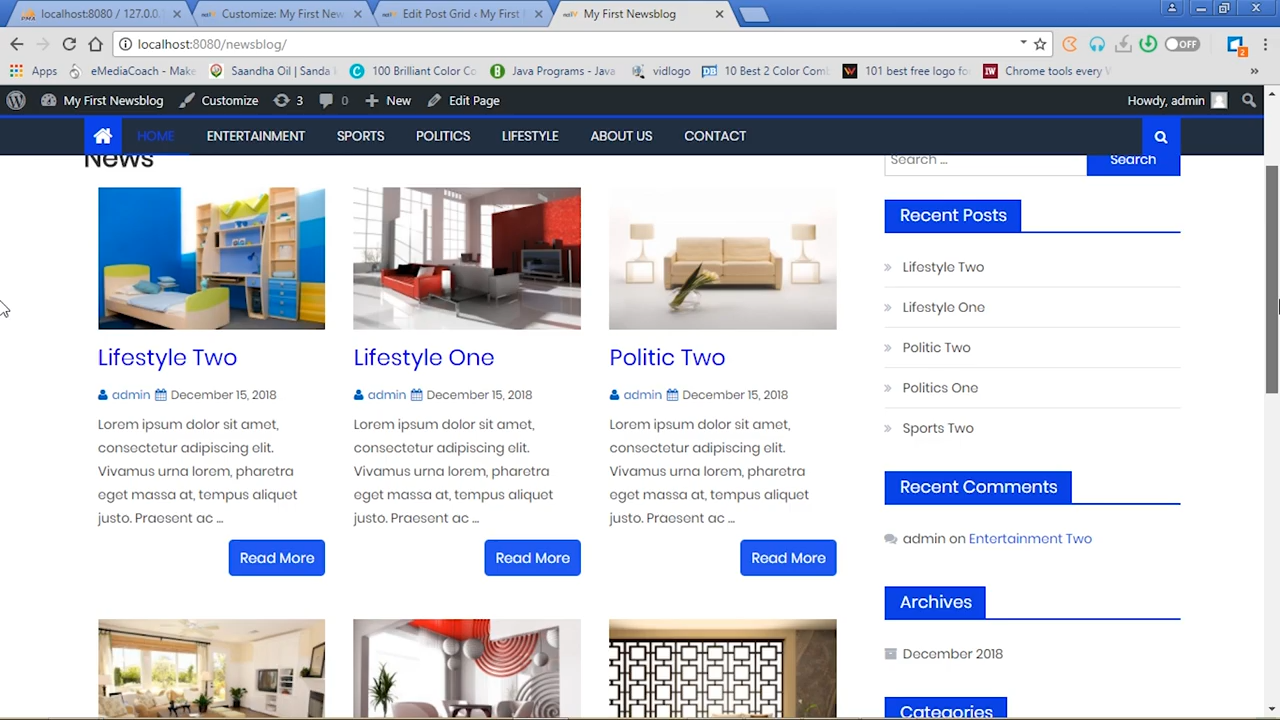 localhost:8080 / 127.0.0.
Customize: My First New
Edit Post Grid ‹ My First
My First Newsblog
localhost:8080/newsblog/
OFF
Apps
eMediaCoach - Make
Saandha Oil | Sanda
100 Brilliant Color Co
Java Programs - Java
vidlogo
10 Best 2 Color Comb
101 best free logo fo
Chrome tools every W
»
2
My First Newsblog
Customize
3
0
New
Edit Page
Howdy, admin
HOME
ENTERTAINMENT
SPORTS
POLITICS
LIFESTYLE
ABOUT US
CONTACT
News
Search …
Search
Lifestyle Two
admin December 15, 2018
Lorem ipsum dolor sit amet,
consectetur adipiscing elit.
Vivamus urna lorem, pharetra
eget massa at, tempus aliquet
justo. Praesent ac ...
Read More
Lifestyle One
admin December 15, 2018
Lorem ipsum dolor sit amet,
consectetur adipiscing elit.
Vivamus urna lorem, pharetra
eget massa at, tempus aliquet
justo. Praesent ac ...
Read More
Politic Two
admin December 15, 2018
Lorem ipsum dolor sit amet,
consectetur adipiscing elit.
Vivamus urna lorem, pharetra
eget massa at, tempus aliquet
justo. Praesent ac ...
Read More
Recent Posts
» Lifestyle Two
» Lifestyle One
» Politic Two
» Politics One
» Sports Two
Recent Comments
admin on Entertainment Two
Archives
December 2018
Categories